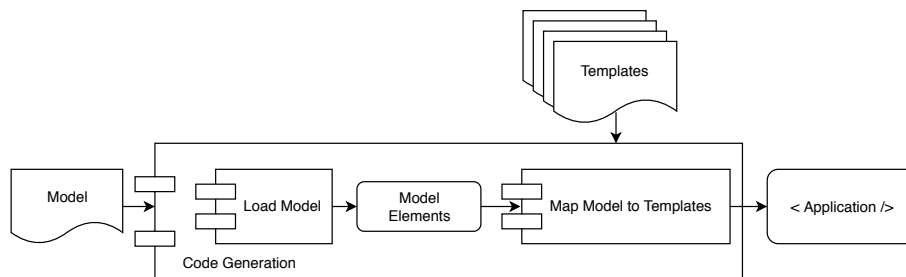 Templates
Model
Load Model
Model
Elements
Map Model to Templates
< Application />
Code Generation